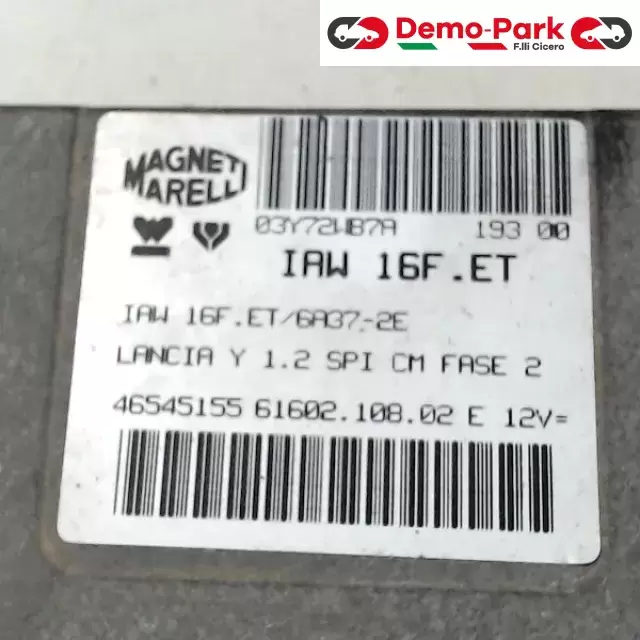 Demo-Park
F.lli Cicero
MAGNETI
MARELLI
03Y72WB7A 193 00
IAW 16F.ET
IAW 16F.ET/6A37-2E
LANCIA Y 1.2 SPI CM FASE 2
46545155 61602.108.02 E 12V=